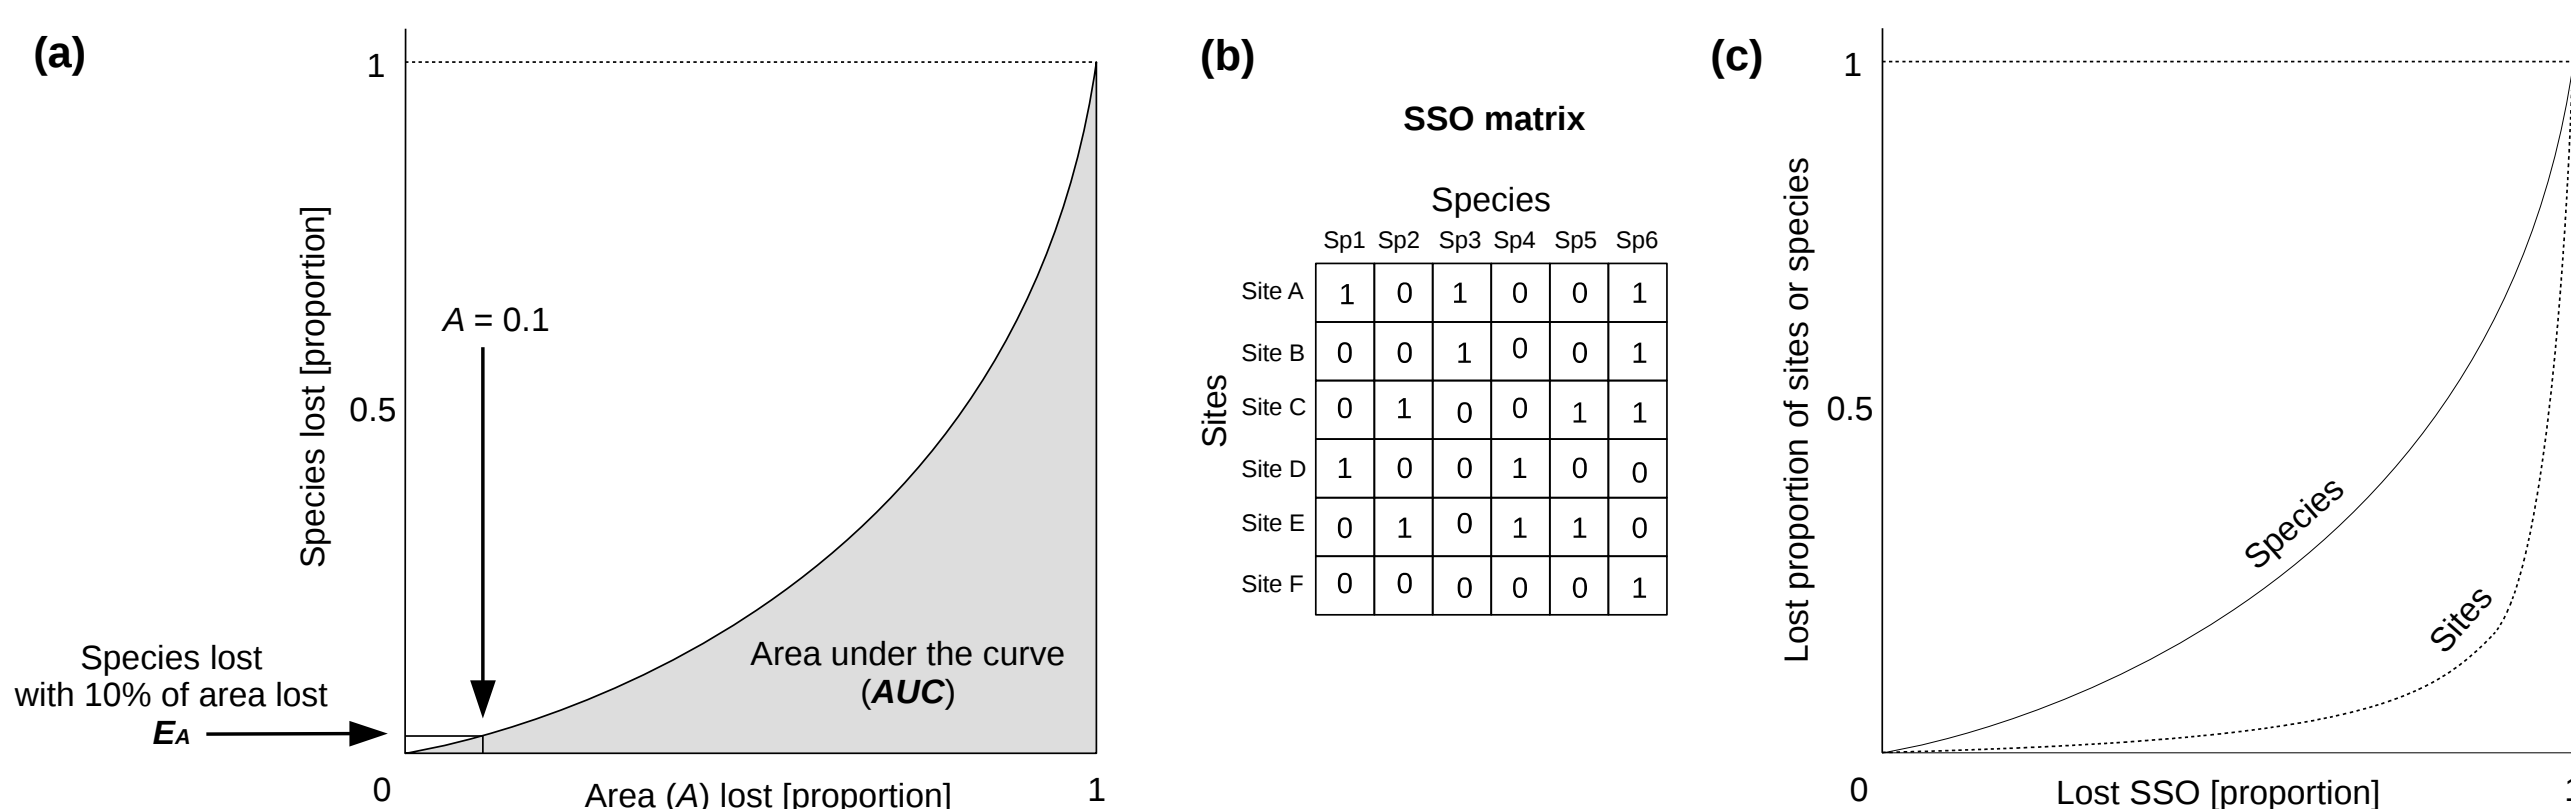 (a)
1
Species lost [proportion]
0.5
A = 0.1
Species lost
with 10% of area lost
EA
Area under the curve
(AUC)
0
Area (A) lost [proportion]
1
(b)
SSO matrix
Species
Sp1 Sp2 Sp3 Sp4 Sp5 Sp6
Sites
Site A 1 0 1 0 0 1
Site B 0 0 1 0 0 1
Site C 0 1 0 0 1 1
Site D 1 0 0 1 0 0
Site E 0 1 0 1 1 0
Site F 0 0 0 0 0 1
(c)
1
Lost proportion of sites or species
0.5
Species
Sites
0
Lost SSO [proportion]